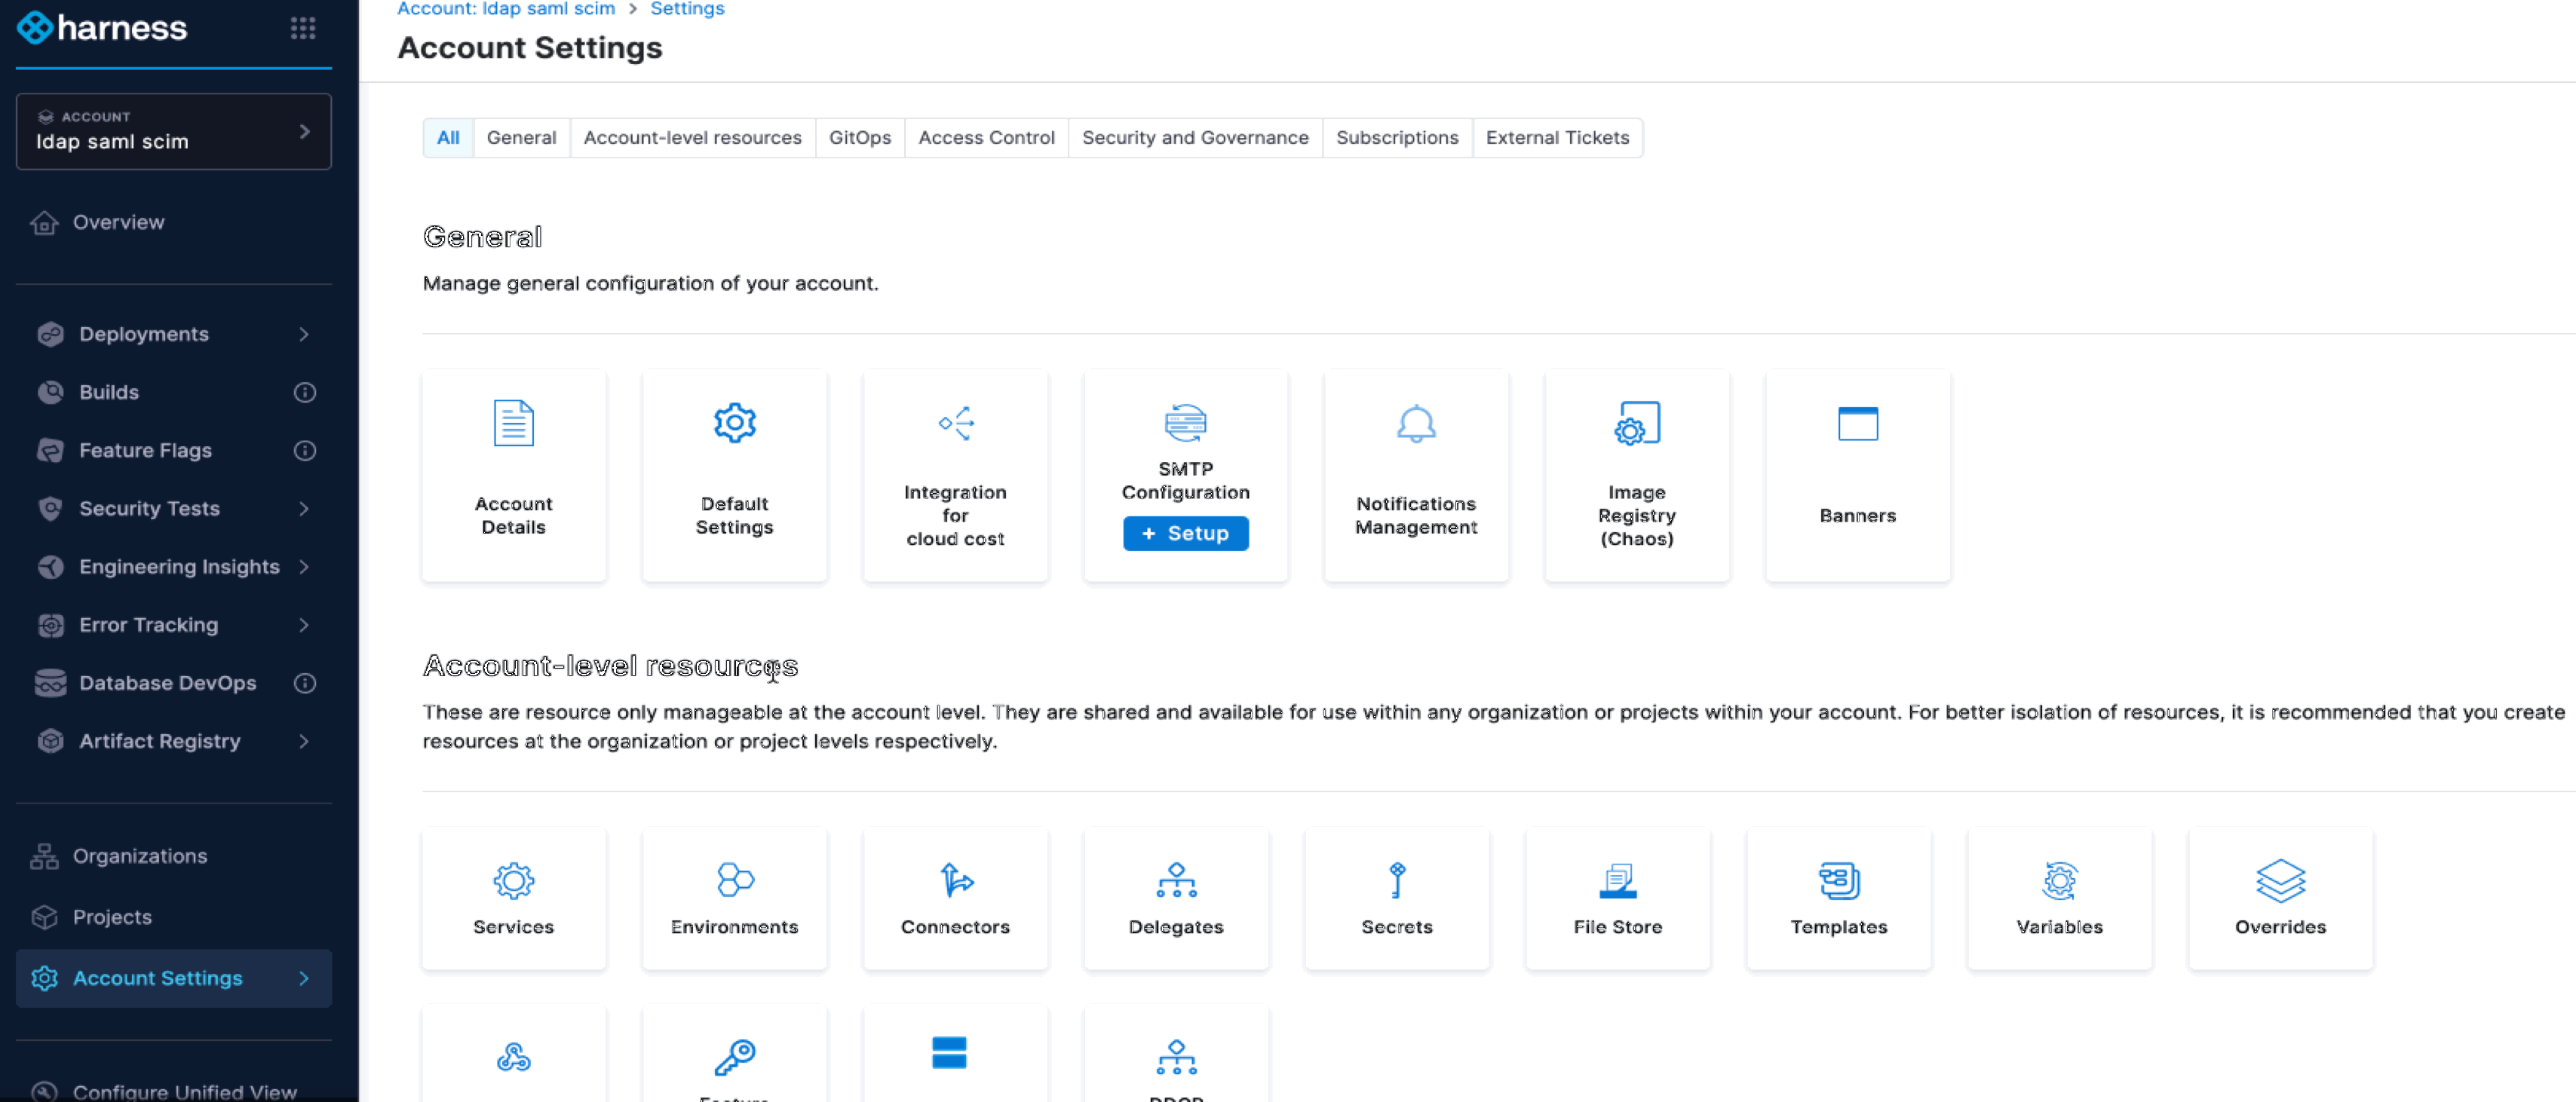 harness
ACCOUNT
ldap saml scim
Overview
Deployments
Builds
Feature Flags
Security Tests
Engineering Insights
Error Tracking
Database DevOps
Artifact Registry
Organizations
Projects
Account Settings
Configure Unified View
Account: ldap saml scim > Settings
Account Settings
All General Account-level resources GitOps Access Control Security and Governance Subscriptions External Tickets
General
Manage general configuration of your account.
Account
Details
Default
Settings
Integration
for
cloud cost
SMTP
Configuration
+ Setup
Notifications
Management
Image
Registry
(Chaos)
Banners
Account-level resources
These are resource only manageable at the account level. They are shared and available for use within any organization or projects within your account. For better isolation of resources, it is recommended that you create
resources at the organization or project levels respectively.
Services
Environments
Connectors
Delegates
Secrets
File Store
Templates
Variables
Overrides